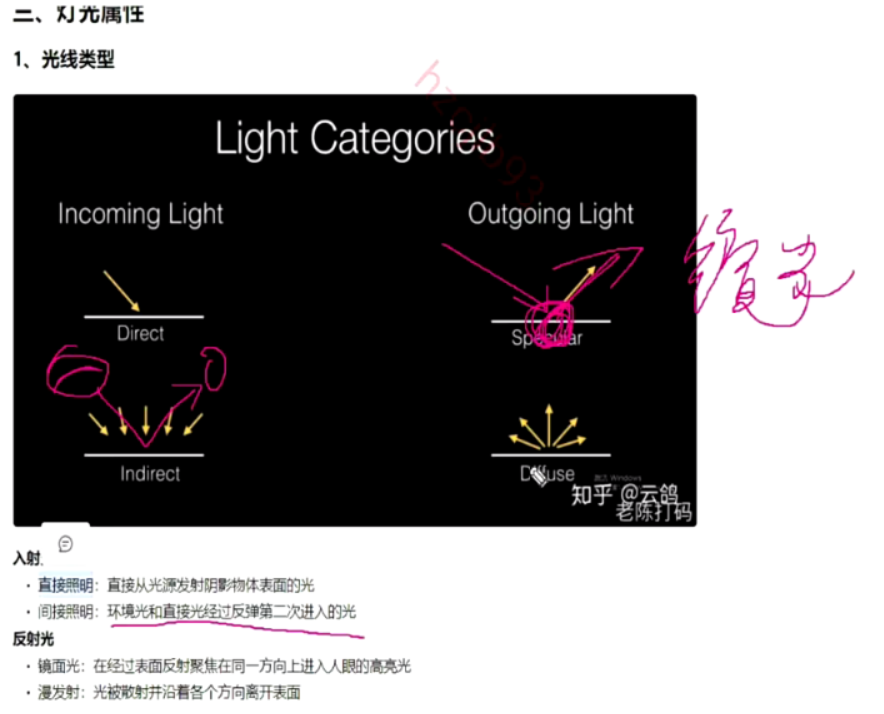 三、灯光属性
1、光线类型
Light Categories
Incoming Light
Outgoing Light
Direct
Specular
Indirect
Diffuse
知乎 @云鸽
老陈打码
入射
· 直接照明：直接从光源发射阴影物体表面的光
· 间接照明：环境光和直接光经过反弹第二次进入的光
反射光
· 镜面光：在经过表面反射聚焦在同一方向上进入人眼的高亮光
· 漫发射：光被散射并沿着各个方向离开表面